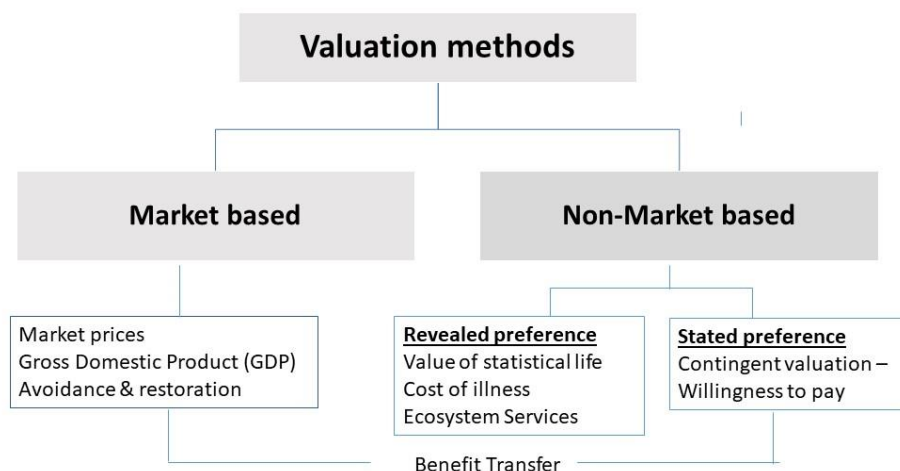 Valuation methods
Market based
Non-Market based
Market prices
Gross Domestic Product (GDP)
Avoidance & restoration
Revealed preference
Value of statistical life
Cost of illness
Ecosystem Services
Stated preference
Contingent valuation –
Willingness to pay
Benefit Transfer